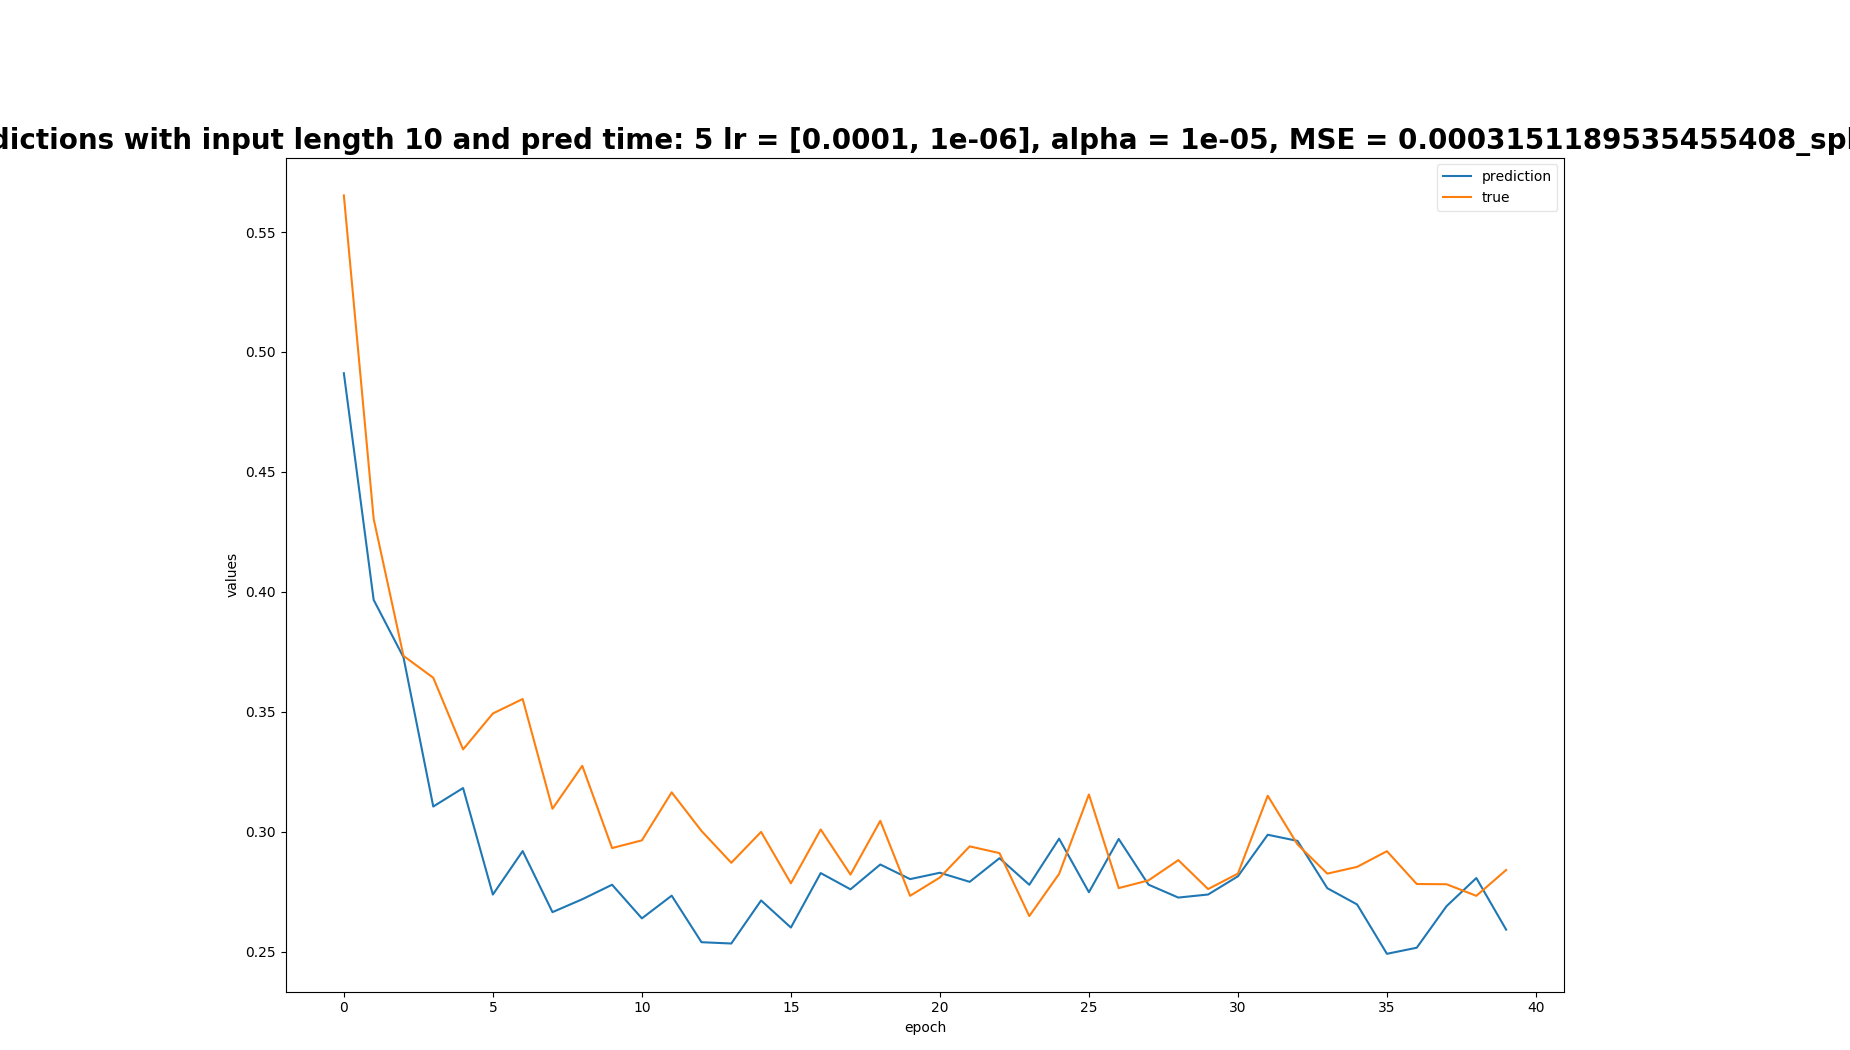 dictions with input length 10 and pred time: 5 lr = [0.0001, 1e-06], alpha = 1e-05, MSE = 0.0003151189535455408_spl
prediction
true
0.55
0.50
0.45
0.40
0.35
0.30
0.25
values
0 5 10 15 20 25 30 35 40
epoch